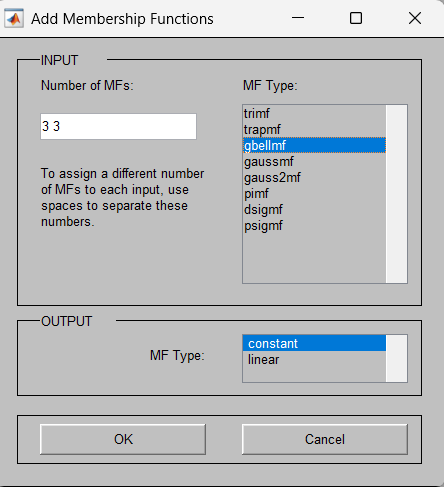 Add Membership Functions
INPUT
Number of MFs:
3 3
To assign a different number
of MFs to each input, use
spaces to separate these
numbers.
MF Type:
trimf
trapmf
gbellmf
gaussmf
gauss2mf
pimf
dsigmf
psigmf
OUTPUT
MF Type:
constant
linear
OK
Cancel